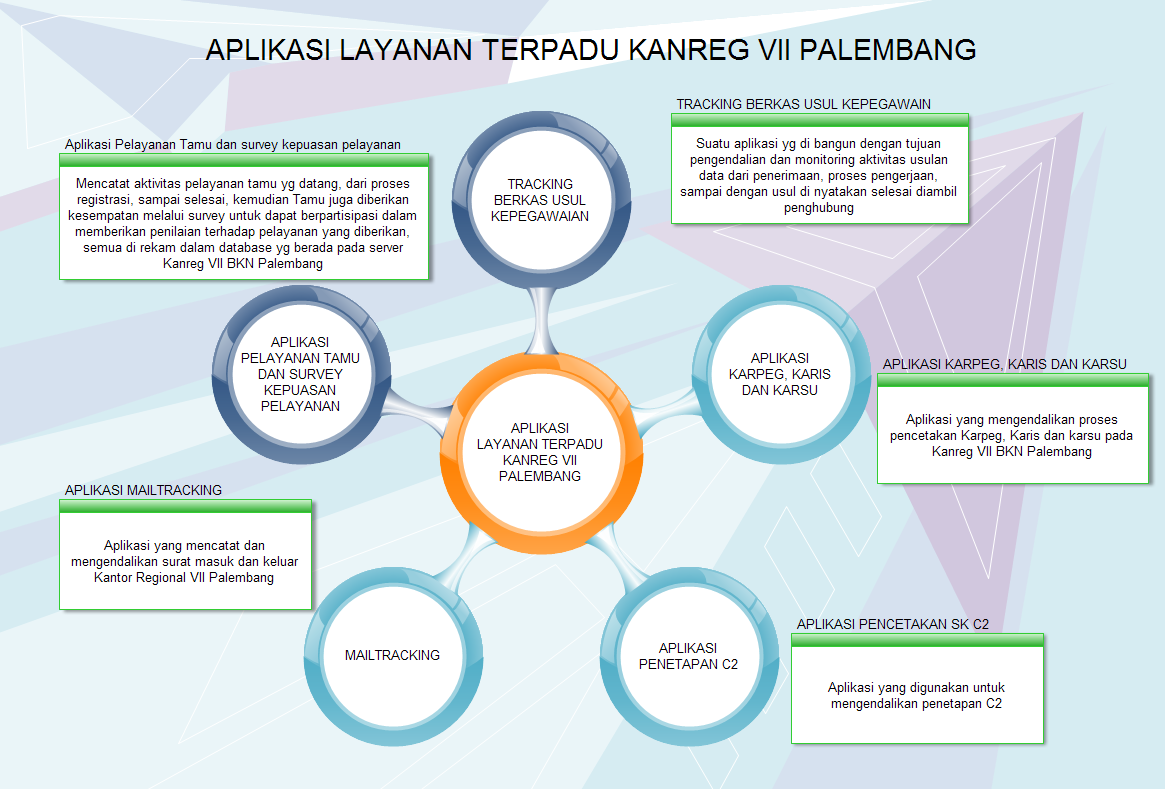 APLIKASI LAYANAN TERPADU KANREG VII PALEMBANG
TRACKING BERKAS USUL KEPEGAWAIN
Suatu aplikasi yg di bangun dengan tujuan
pengendalian dan monitoring aktivitas usulan
data dari penerimaan, proses pengerjaan,
sampai dengan usul di nyatakan selesai diambil
penghubung
Aplikasi Pelayanan Tamu dan survey kepuasan pelayanan
Mencatat aktivitas pelayanan tamu yg datang, dari proses
registrasi, sampai selesai, kemudian Tamu juga diberikan
kesempatan melalui survey untuk dapat berpartisipasi dalam
memberikan penilaian terhadap pelayanan yang diberikan,
semua di rekam dalam database yg berada pada server
Kanreg VII BKN Palembang
TRACKING
BERKAS USUL
KEPEGAWAIAN
APLIKASI
PELAYANAN TAMU
DAN SURVEY
KEPUASAN
PELAYANAN
APLIKASI
KARPEG, KARIS
DAN KARSU
APLIKASI KARPEG, KARIS DAN KARSU
Aplikasi yang mengendalikan proses
pencetakan Karpeg, Karis dan karsu pada
Kanreg VII BKN Palembang
APLIKASI
LAYANAN TERPADU
KANREG VII
PALEMBANG
APLIKASI MAILTRACKING
Aplikasi yang mencatat dan
mengendalikan surat masuk dan keluar
Kantor Regional VII Palembang
MAILTRACKING
APLIKASI
PENETAPAN C2
APLIKASI PENCETAKAN SK C2
Aplikasi yang digunakan untuk
mengendalikan penetapan C2